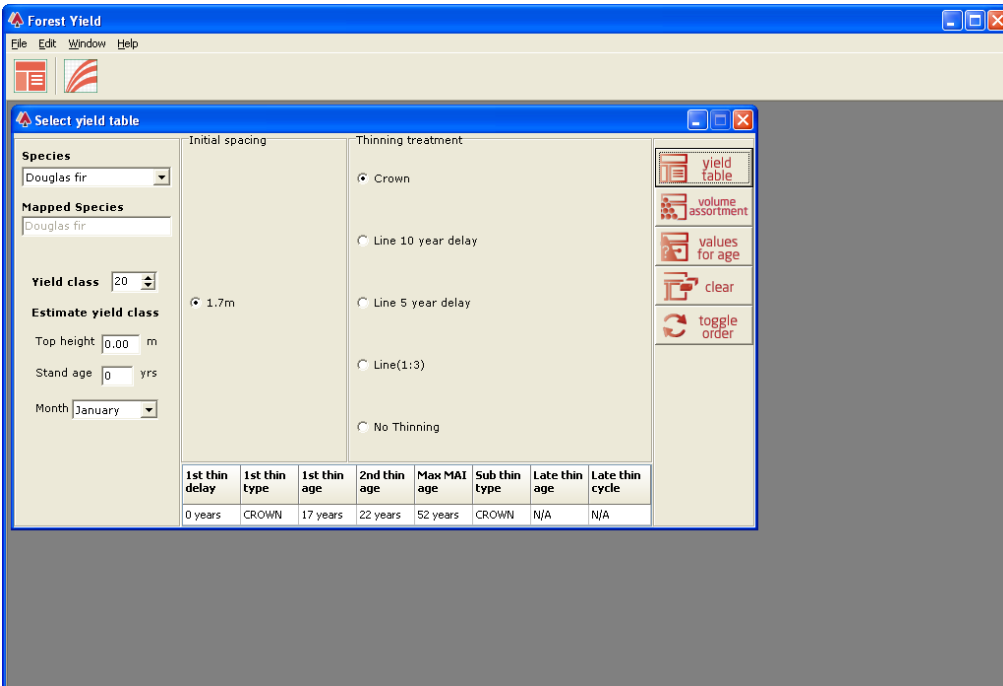 Forest Yield
File Edit Window Help
Select yield table
Species
Douglas fir
Mapped Species
Douglas fir
Yield class 20
Estimate yield class
Top height 0.00 m
Stand age 0 yrs
Month January
Initial spacing
1.7m
Thinning treatment
Crown
Line 10 year delay
Line 5 year delay
Line(1:3)
No Thinning
yield
table
volume
assortment
values
for age
clear
toggle
order
1st thin delay 1st thin type 1st thin age 2nd thin age Max MAI age Sub thin type Late thin age Late thin cycle
0 years CROWN 17 years 22 years 52 years CROWN N/A N/A